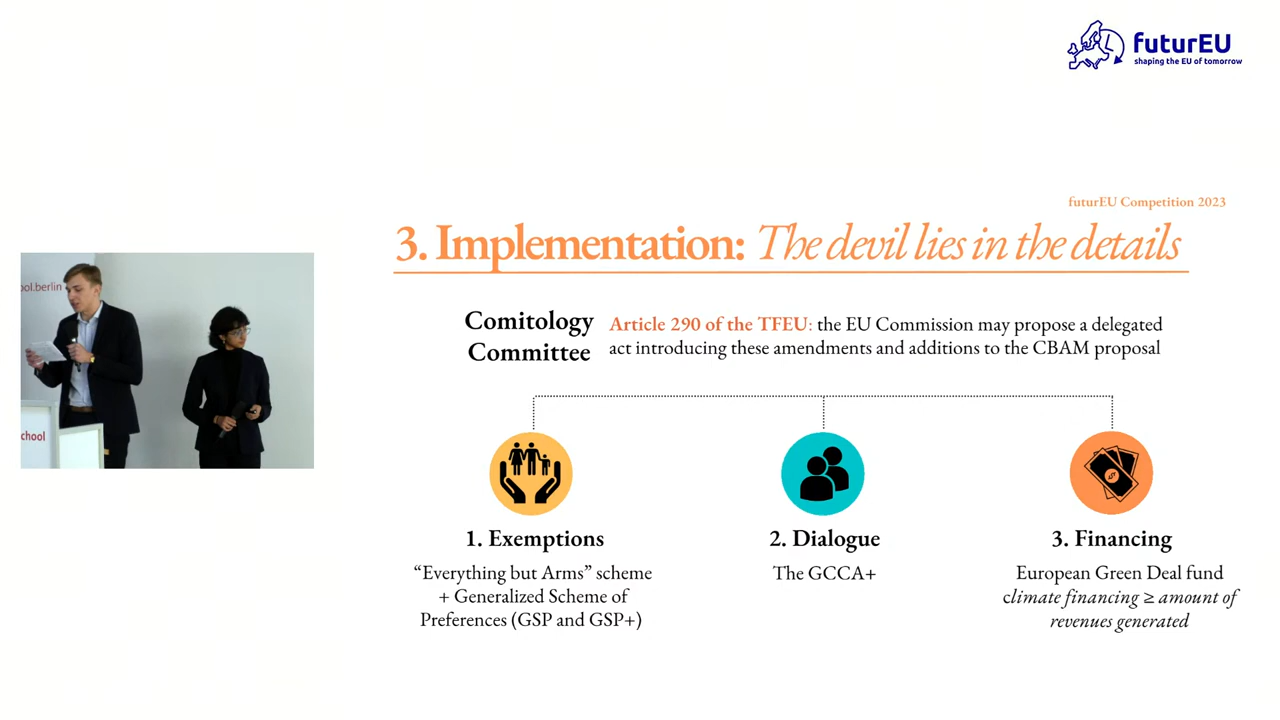 futurEU
shaping the EU of tomorrow
futurEU Competition 2023
3. Implementation: The devil lies in the details
Comitology
Committee
Article 290 of the TFEU: the EU Commission may propose a delegated
act introducing these amendments and additions to the CBAM proposal
ool.berlin
chool
1. Exemptions
“Everything but Arms” scheme
+ Generalized Scheme of
Preferences (GSP and GSP+)
2. Dialogue
The GCCA+
3. Financing
European Green Deal fund
climate financing ≥ amount of
revenues generated